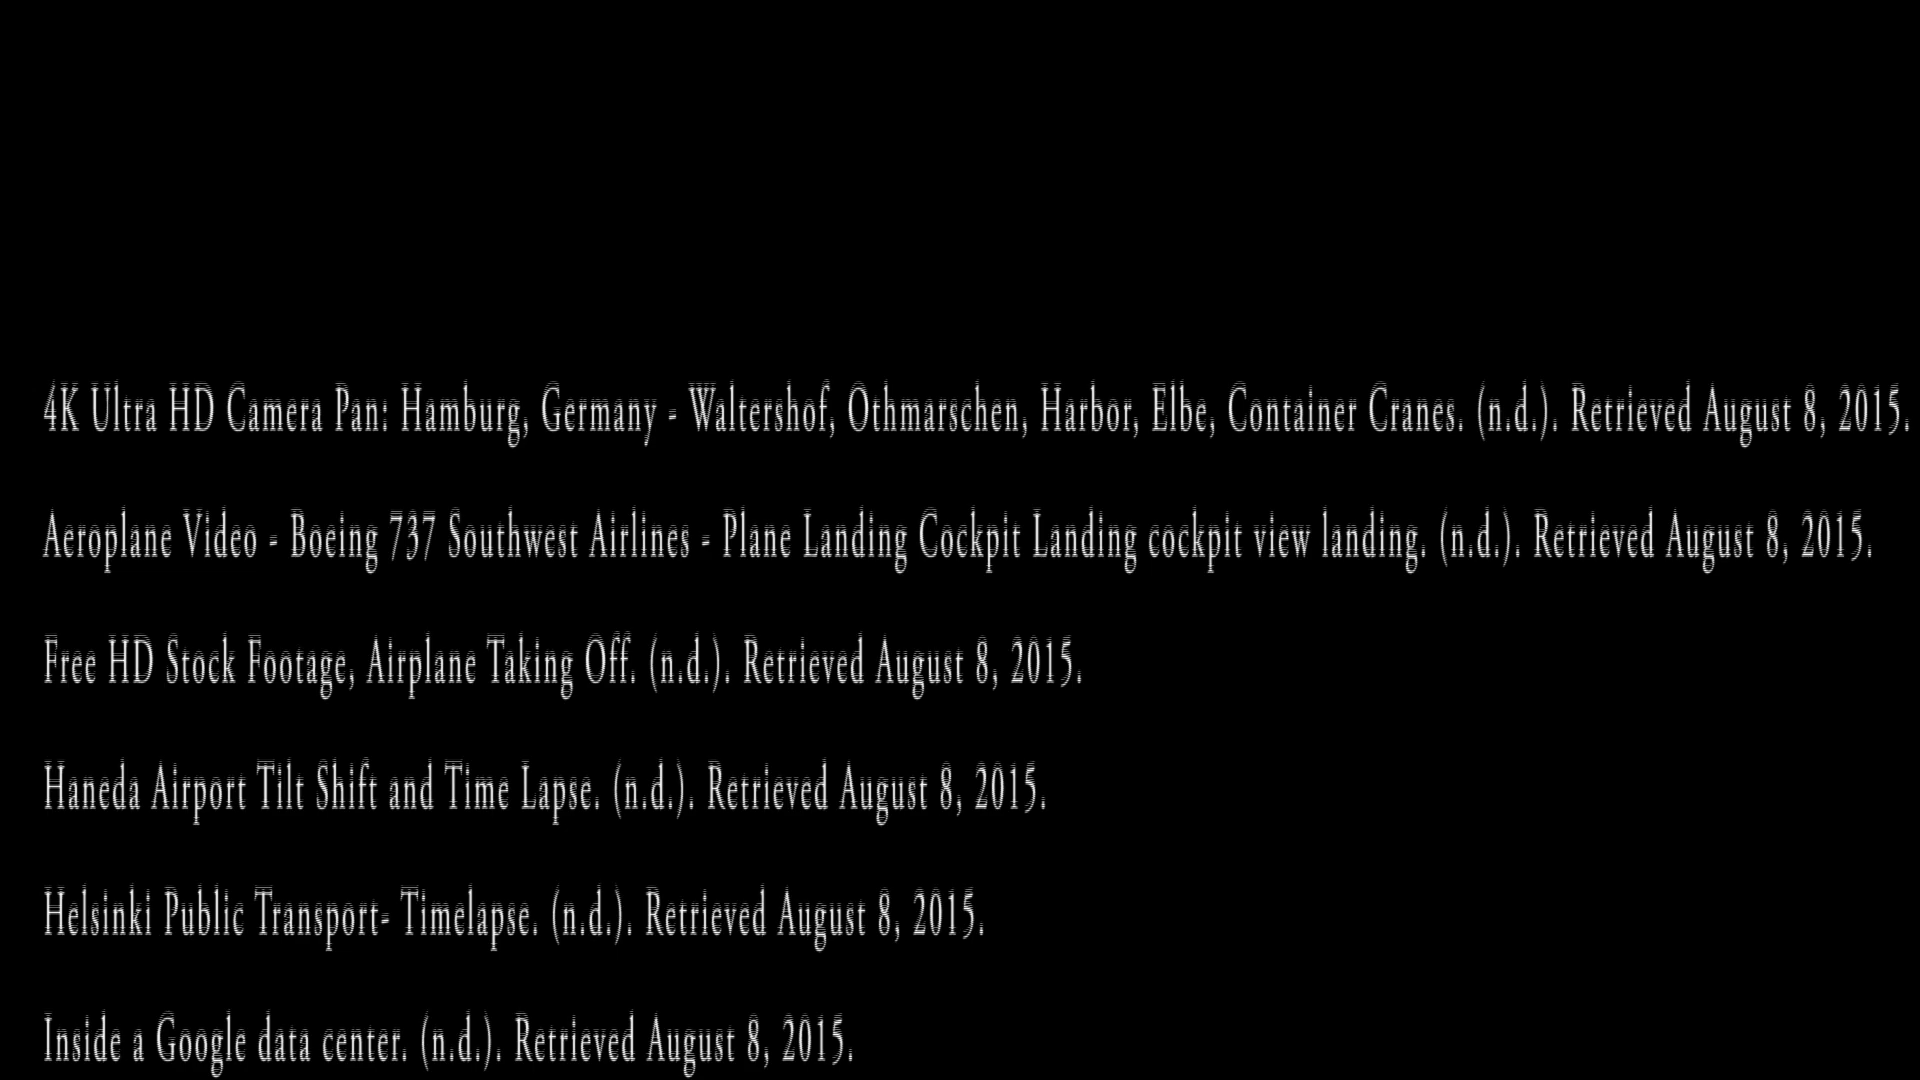 4K Ultra HD Camera Pan: Hamburg, Germany - Waltershof, Othmarschen, Harbor, Elbe, Container Cranes. (n.d.). Retrieved August 8, 2015.
Aeroplane Video - Boeing 737 Southwest Airlines - Plane Landing Cockpit Landing cockpit view landing. (n.d.). Retrieved August 8, 2015.
Free HD Stock Footage, Airplane Taking Off. (n.d.). Retrieved August 8, 2015.
Haneda Airport Tilt Shift and Time Lapse. (n.d.). Retrieved August 8, 2015.
Helsinki Public Transport- Timelapse. (n.d.). Retrieved August 8, 2015.
Inside a Google data center. (n.d.). Retrieved August 8, 2015.